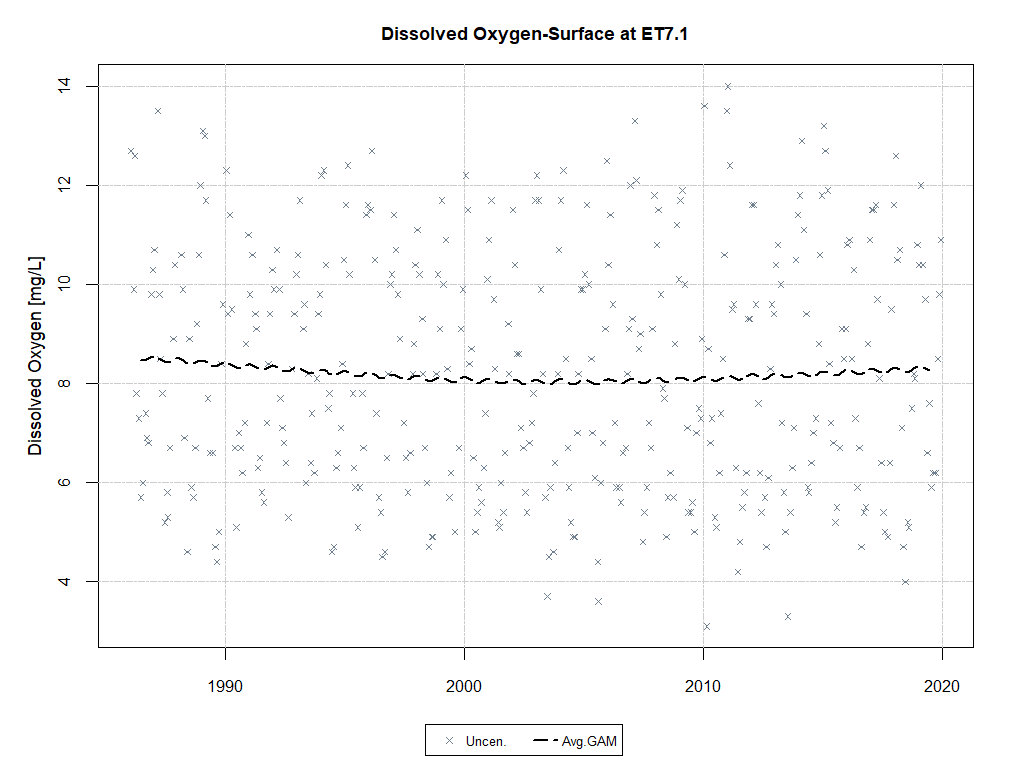 Dissolved Oxygen-Surface at ET7.1
Dissolved Oxygen [mg/L]
14
12
10
8
6
4
1990 2000 2010 2020
Uncen. Avg.GAM